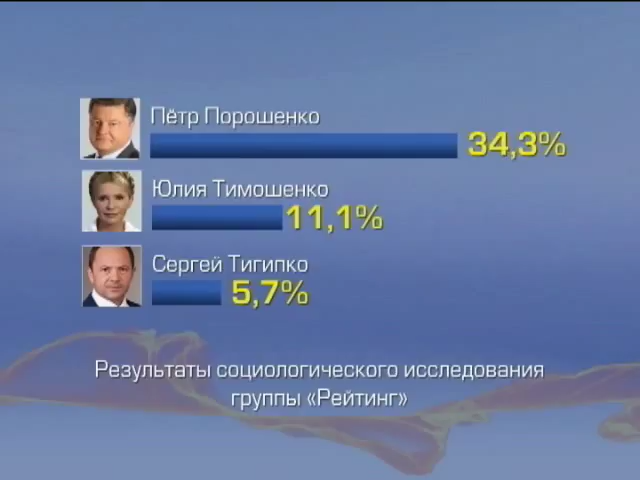 Пётр Порошенко
34,3%
Юлия Тимошенко
11,1%
Сергей Тигипко
5,7%
Результаты социологического исследования
группы «Рейтинг»